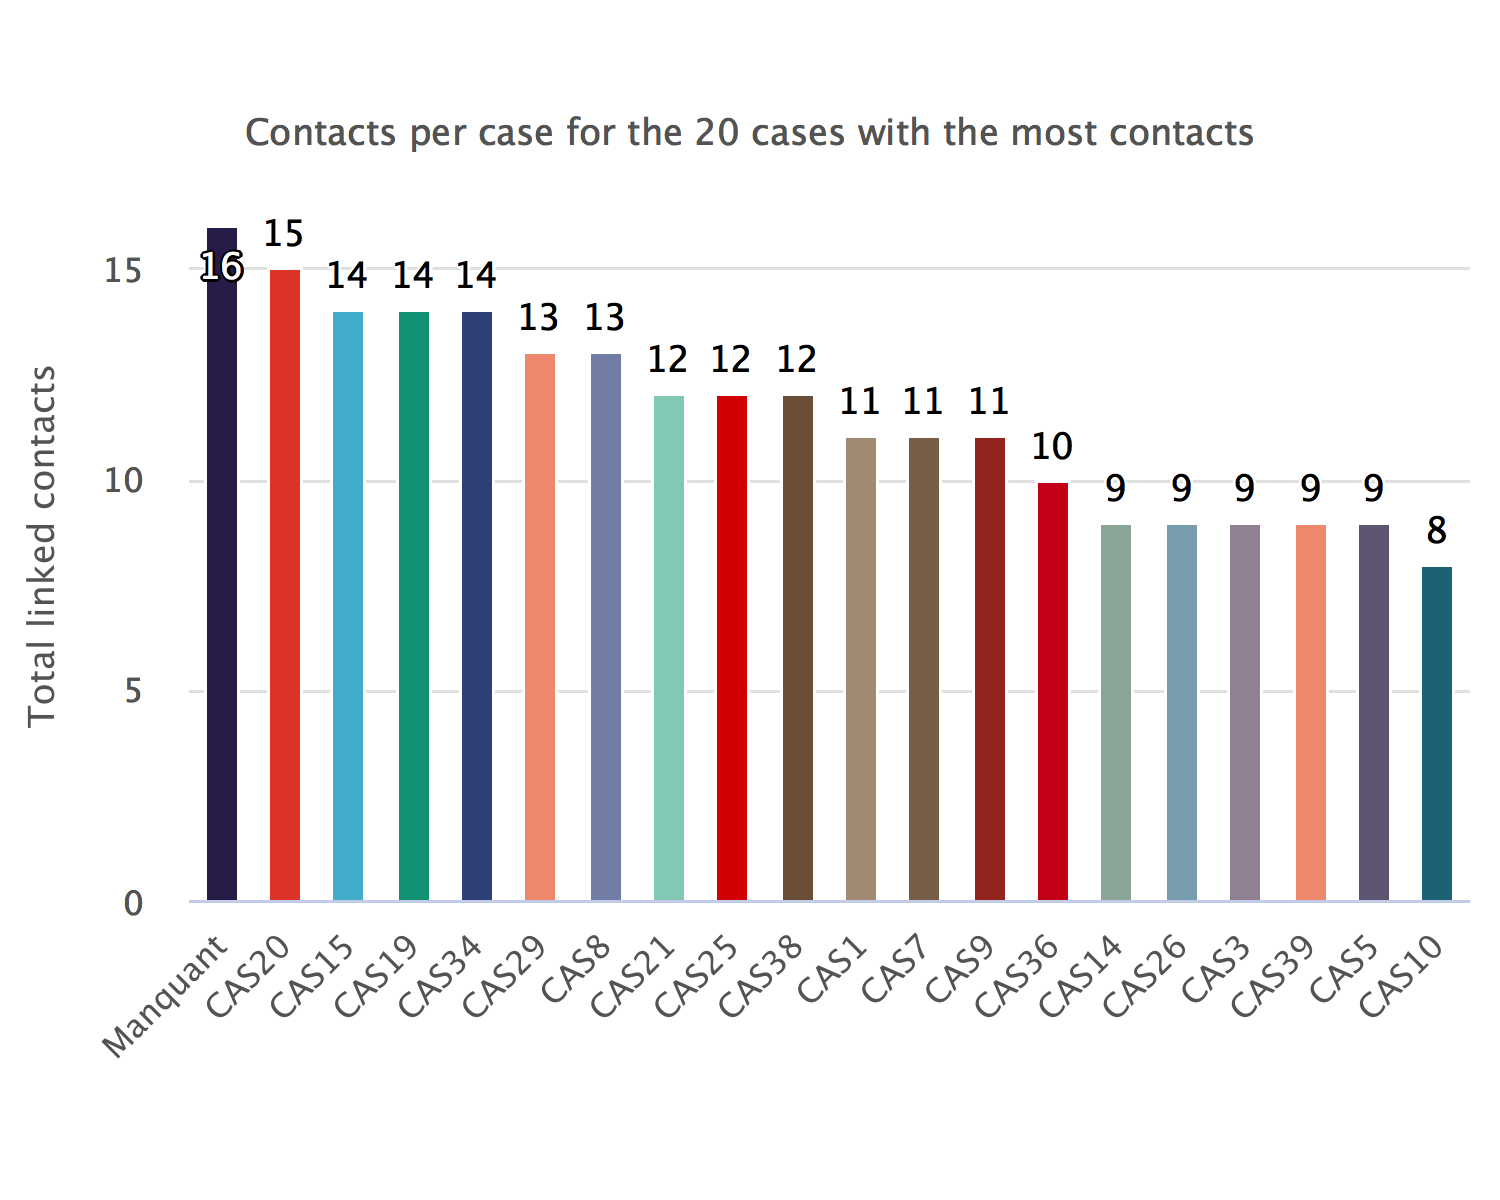 Contacts per case for the 20 cases with the most contacts
Total linked contacts
15
10
5
0
16
15
14
14
14
13
13
12
12
12
11
11
11
10
9
9
9
9
9
8
Manquant
CAS20
CAS15
CAS19
CAS34
CAS29
CAS8
CAS21
CAS25
CAS38
CAS1
CAS7
CAS9
CAS36
CAS14
CAS26
CAS3
CAS39
CAS5
CAS10